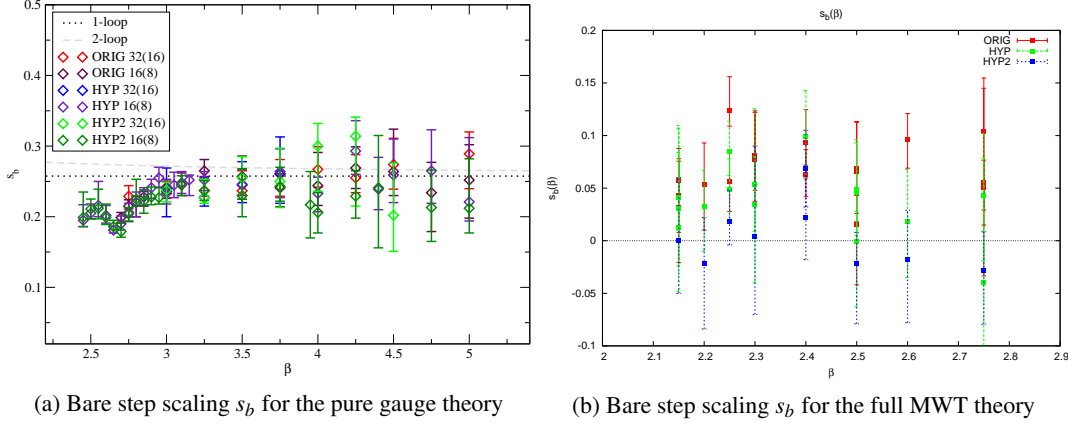 0.5
0.4
0.3
0.2
0.1
s_b
1-loop
2-loop
ORIG 32(16)
ORIG 16(8)
HYP 32(16)
HYP 16(8)
HYP2 32(16)
HYP2 16(8)
2.5 3 3.5 4 4.5 5
β
(a) Bare step scaling s_b for the pure gauge theory
s_b(β)
0.2
0.15
0.1
0.05
0
-0.05
-0.1
s_b(β)
ORIG
HYP
HYP2
2 2.1 2.2 2.3 2.4 2.5 2.6 2.7 2.8 2.9
β
(b) Bare step scaling s_b for the full MWT theory